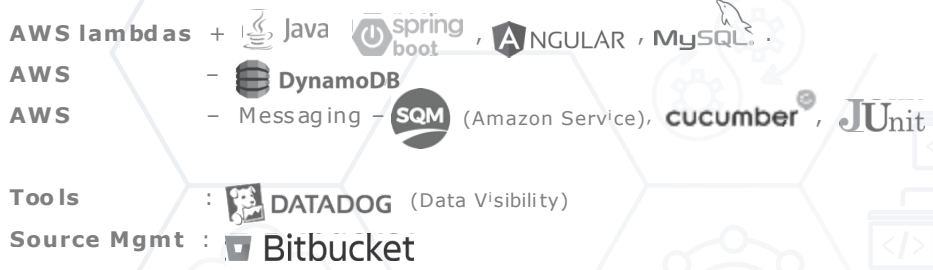 AWS lambdas + Java spring boot , ANGULAR , MySQL .
AWS – DynamoDB
AWS – Messaging – SQM (Amazon Service), cucumber , JUnit
Tools : DATADOG (Data Visibility)
Source Mgmt : Bitbucket